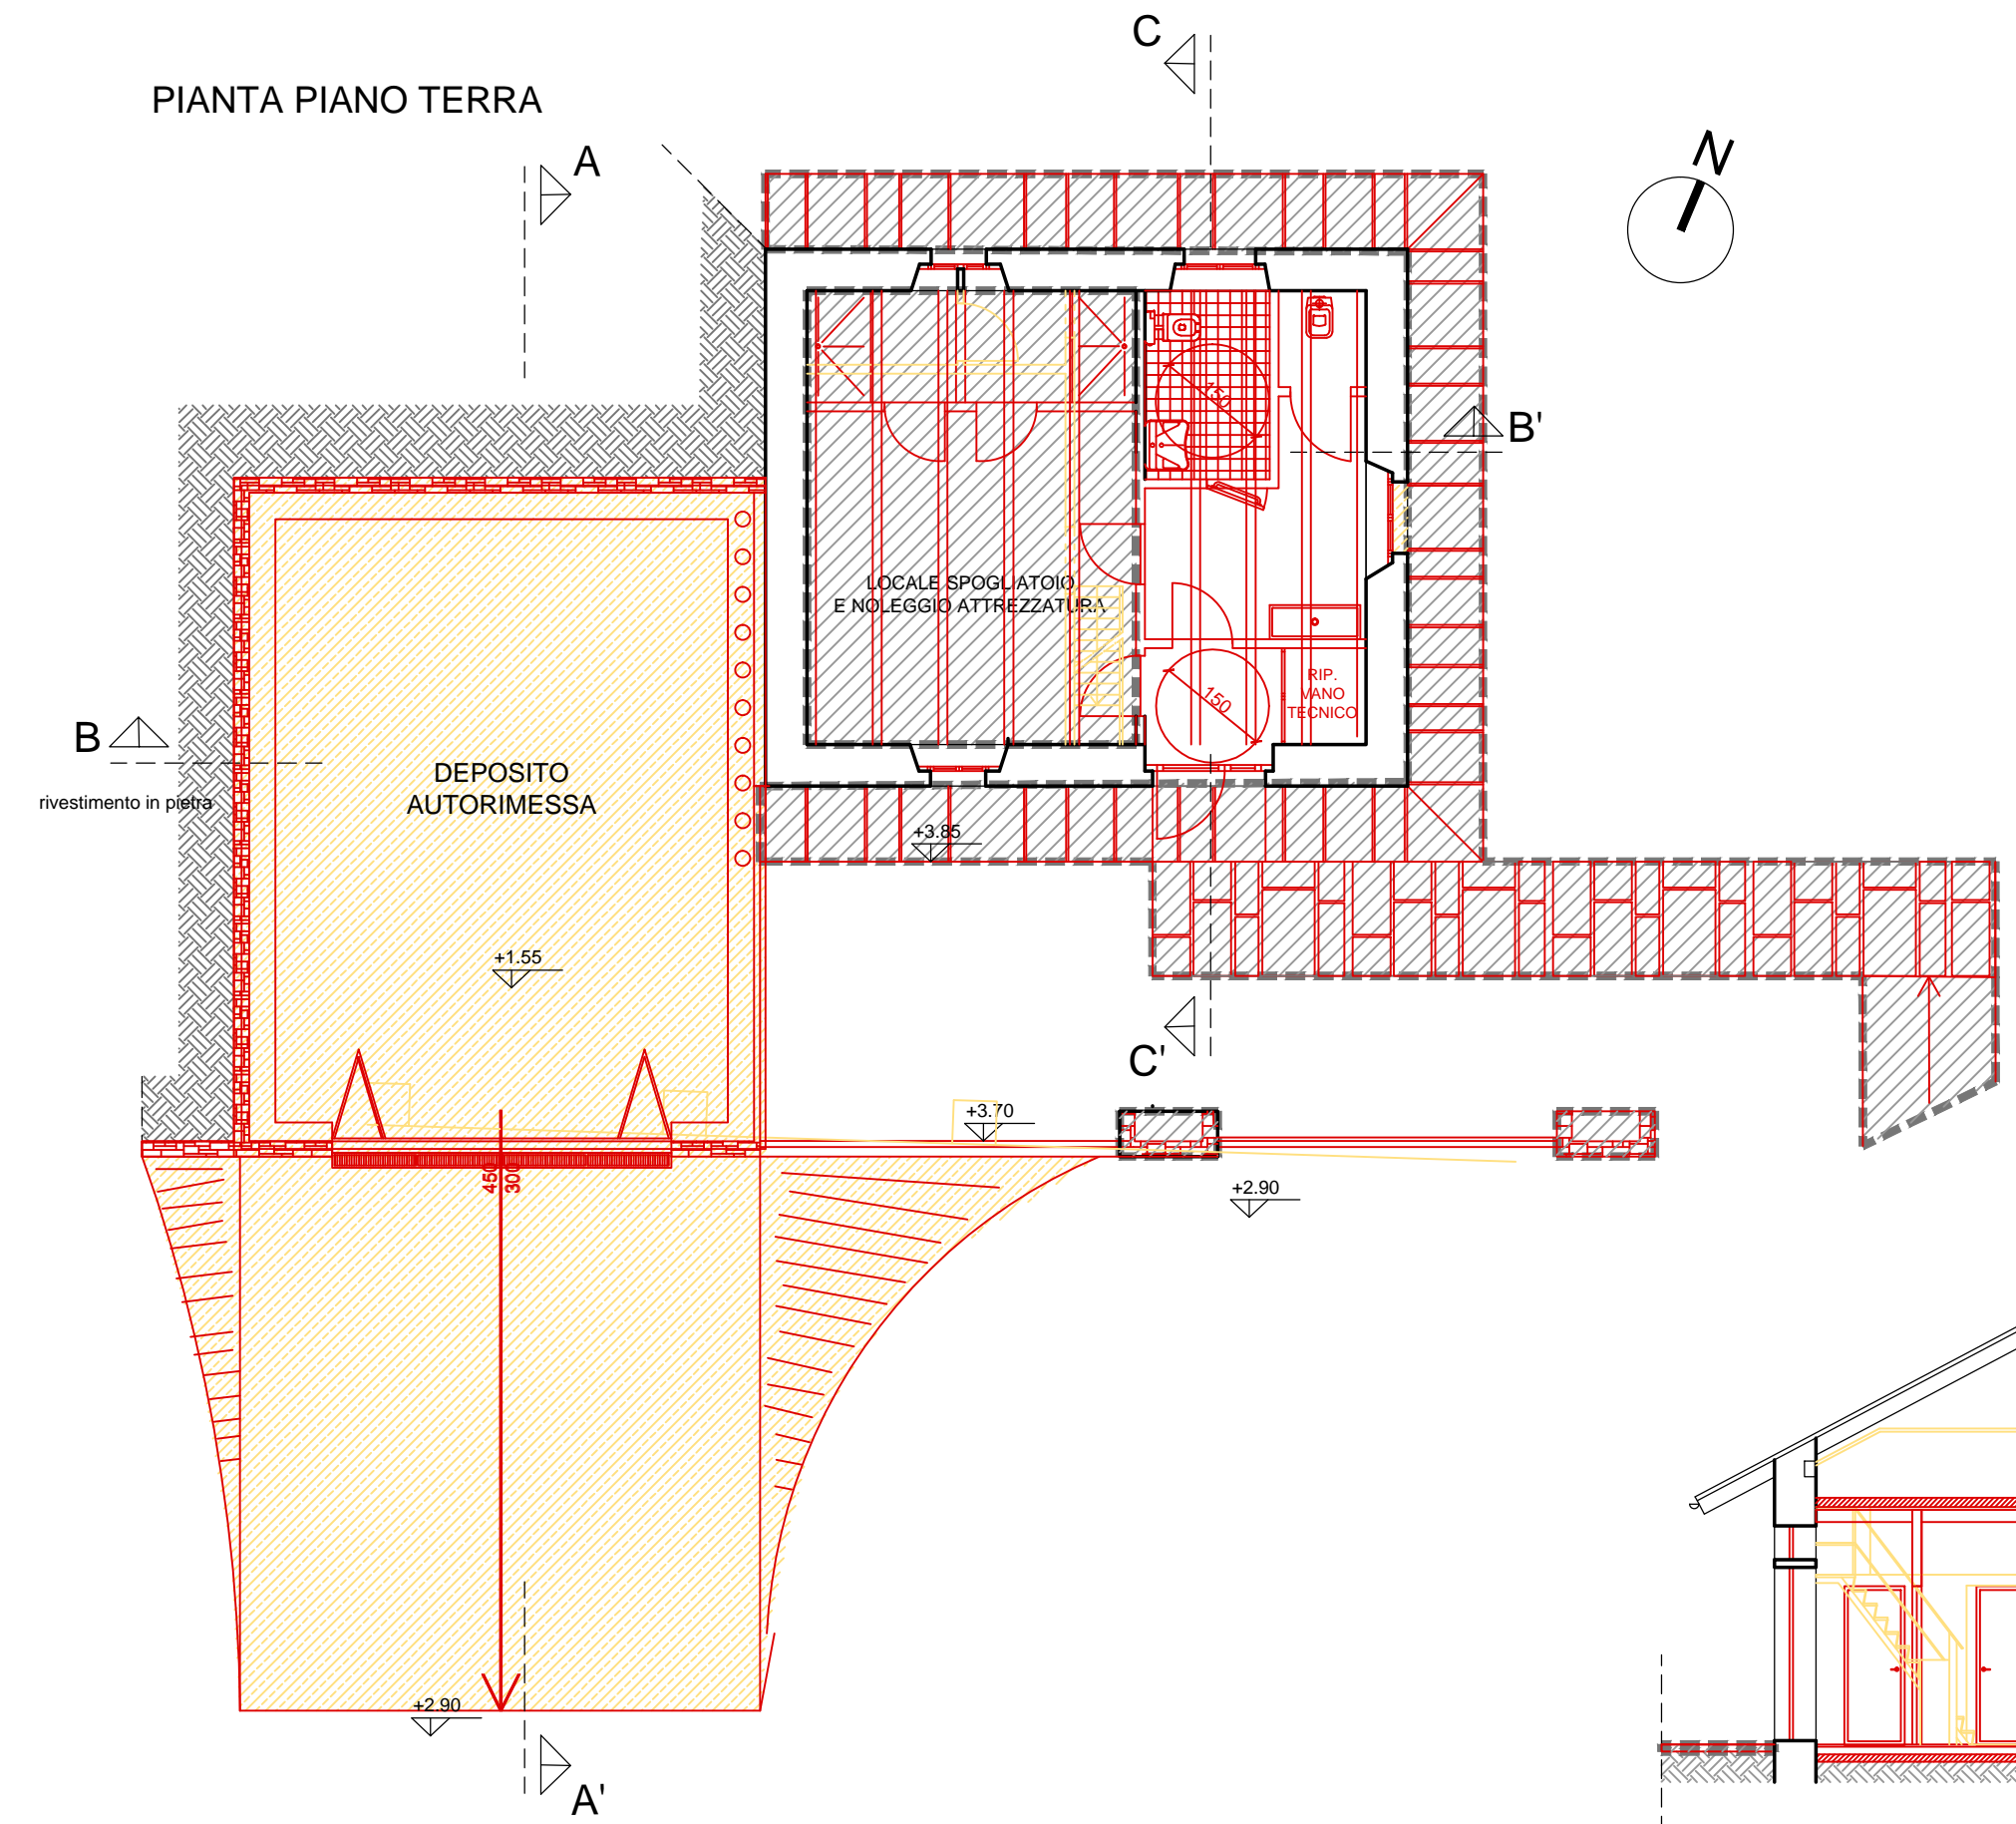 C
PIANTA PIANO TERRA
A
N
B'
150
LOCALE SPOGLIATOIO
E NOLEGGIO ATTREZZATURA
RIP.
VANO
TECNICO
150
B
DEPOSITO
AUTORIMESSA
rivestimento in pietra
+3.85
+1.55
C'
+3.70
450
300
+2.90
+2.90
A'